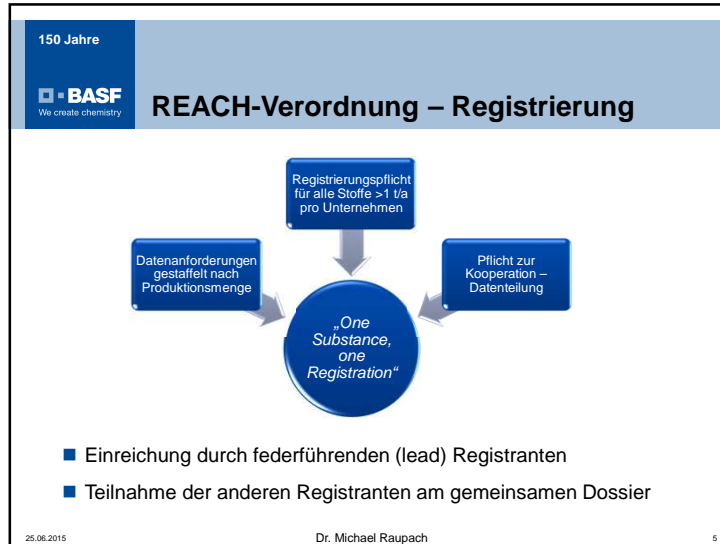 150 Jahre
BASF
We create chemistry
REACH-Verordnung – Registrierung
Registrierungspflicht
für alle Stoffe >1 t/a
pro Unternehmen
Datenanforderungen
gestaffelt nach
Produktionsmenge
Pflicht zur
Kooperation –
Datenteilung
„One
Substance,
one
Registration“
Einreichung durch federführenden (lead) Registranten
Teilnahme der anderen Registranten am gemeinsamen Dossier
25.06.2015
Dr. Michael Raupach
5